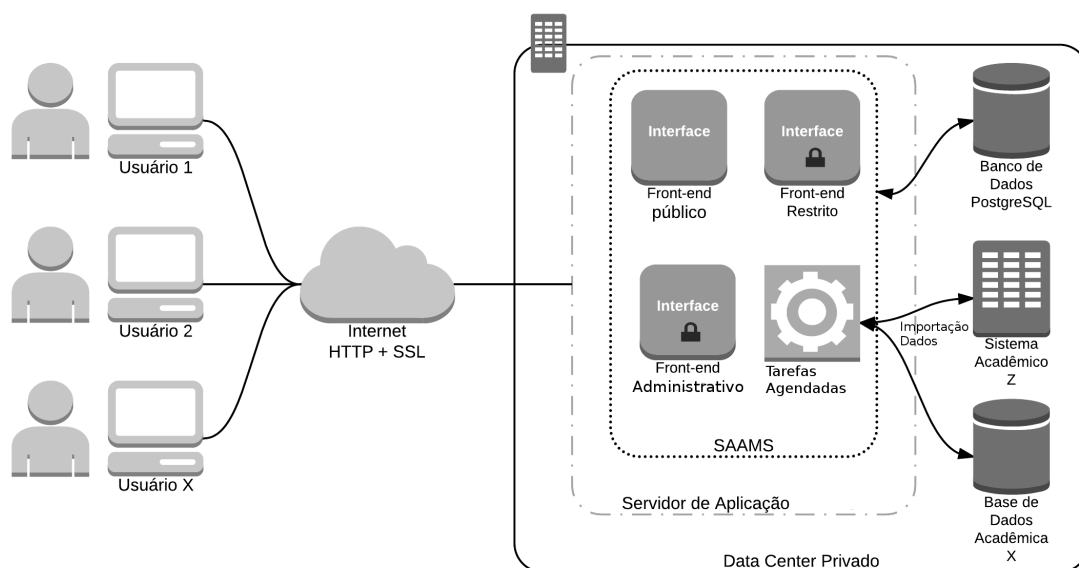 Usuário 1
Usuário 2
Usuário X
Internet
HTTP + SSL
Interface
Front-end
público
Interface
Front-end
Restrito
Interface
Front-end
Administrativo
Tarefas
Agendadas
SAAMS
Servidor de Aplicação
Data Center Privado
Banco de
Dados
PostgreSQL
Importação
Dados
Sistema
Acadêmico
Z
Base de
Dados
Acadêmica
X